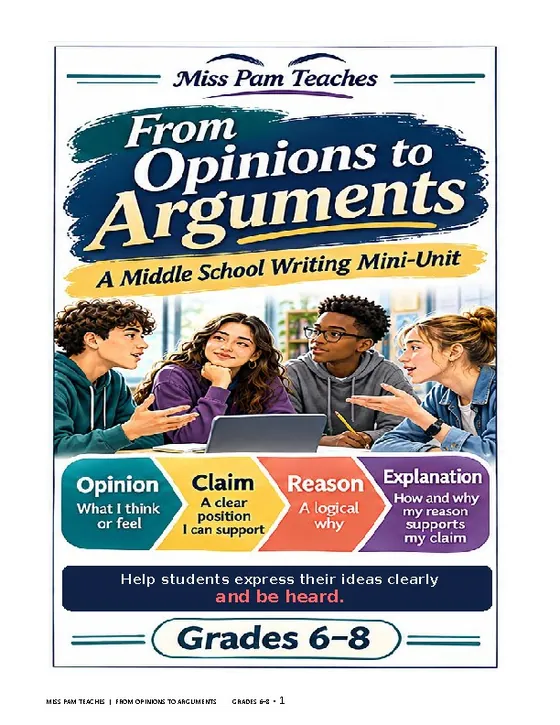 Miss Pam Teaches
From
Opinions to
Arguments
A Middle School Writing Mini-Unit
Opinion
What I think
or feel
Claim
A clear
position
I can support
Reason
A logical
why
Explanation
How and why
my reason
supports
my claim
Help students express their ideas clearly
and be heard.
Grades 6–8
MISS PAM TEACHES | FROM OPINIONS TO ARGUMENTS GRADES 6–8 • 1